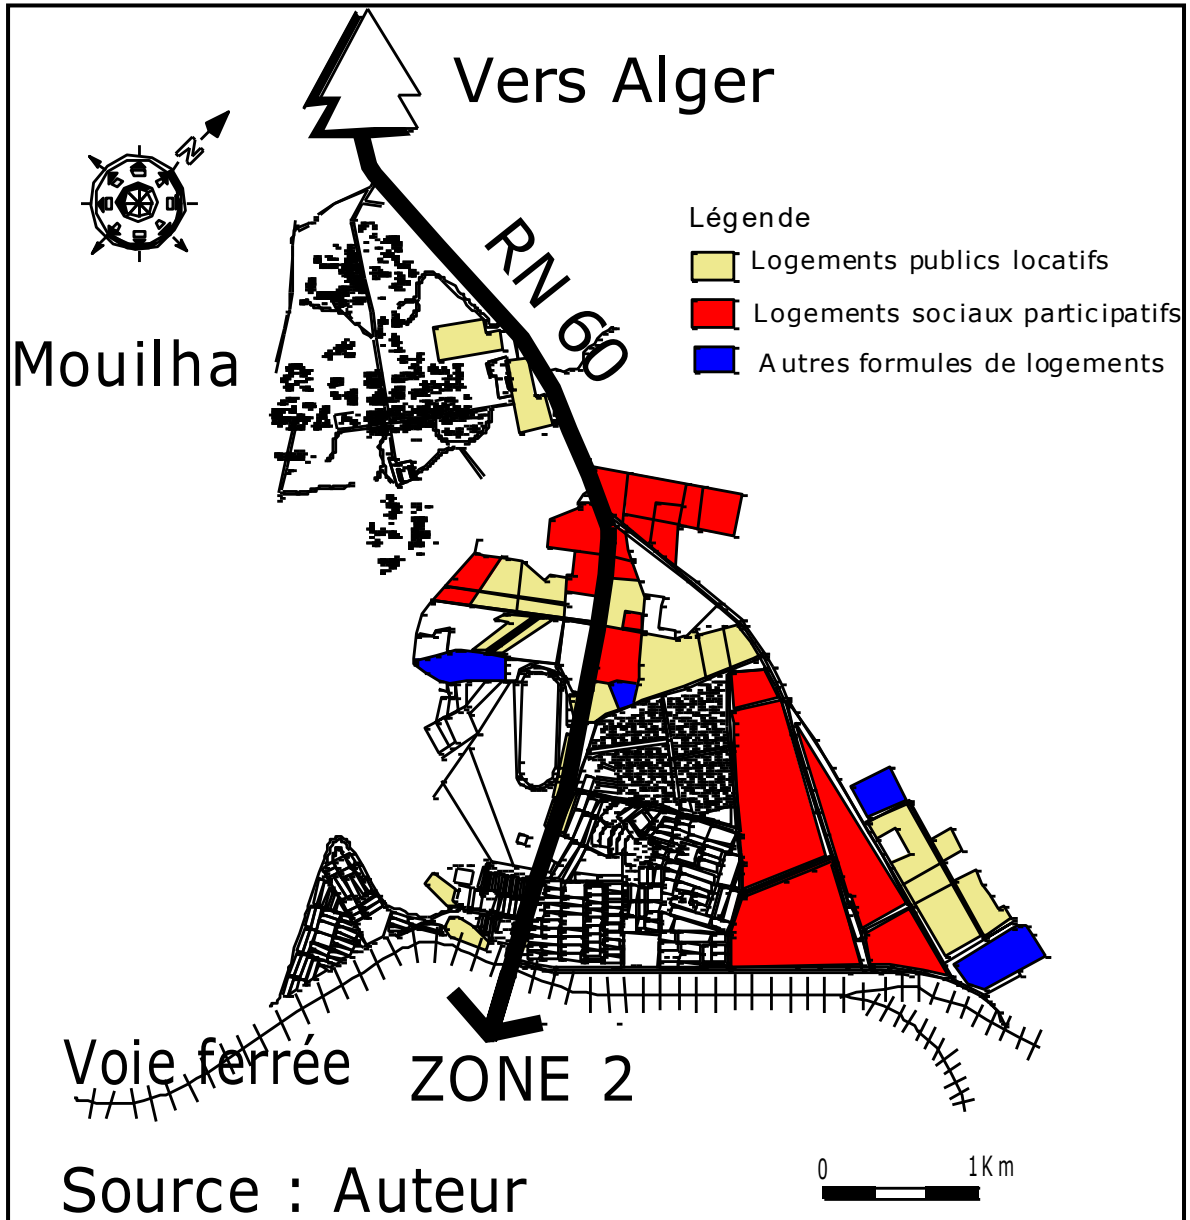 Vers Alger
N
RN 60
Légende
Logements publics locatifs
Logements sociaux participatifs
Autres formules de logements
Mouilha
Voie ferrée
ZONE 2
0 1Km
Source : Auteur